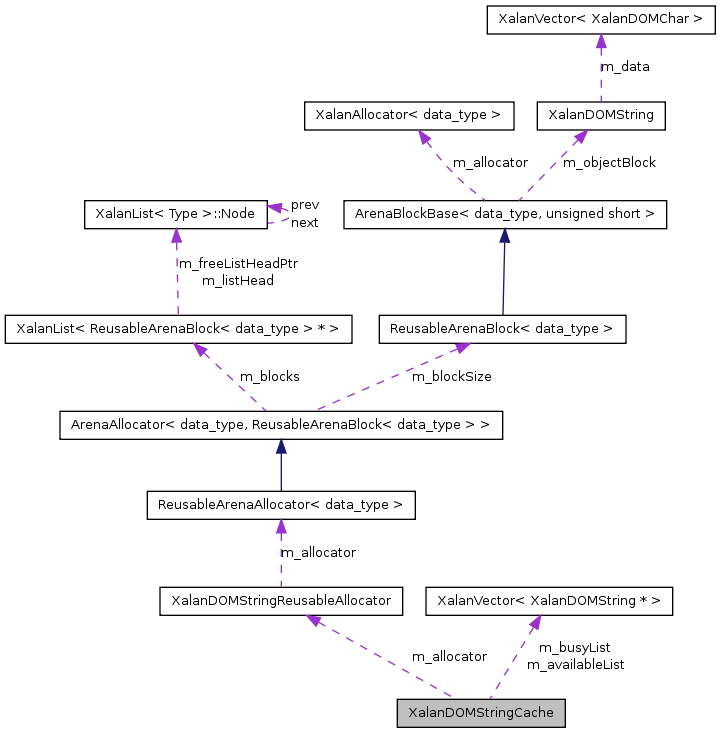 XalanVector< XalanDOMChar >
m_data
XalanAllocator< data_type >
XalanDOMString
m_allocator
m_objectBlock
XalanList< Type >::Node
prev
next
ArenaBlockBase< data_type, unsigned short >
m_freeListHeadPtr
m_listHead
XalanList< ReusableArenaBlock< data_type > * >
ReusableArenaBlock< data_type >
m_blocks
m_blockSize
ArenaAllocator< data_type, ReusableArenaBlock< data_type > >
ReusableArenaAllocator< data_type >
m_allocator
XalanDOMStringReusableAllocator
XalanVector< XalanDOMString * >
m_allocator
m_busyList
m_availableList
XalanDOMStringCache